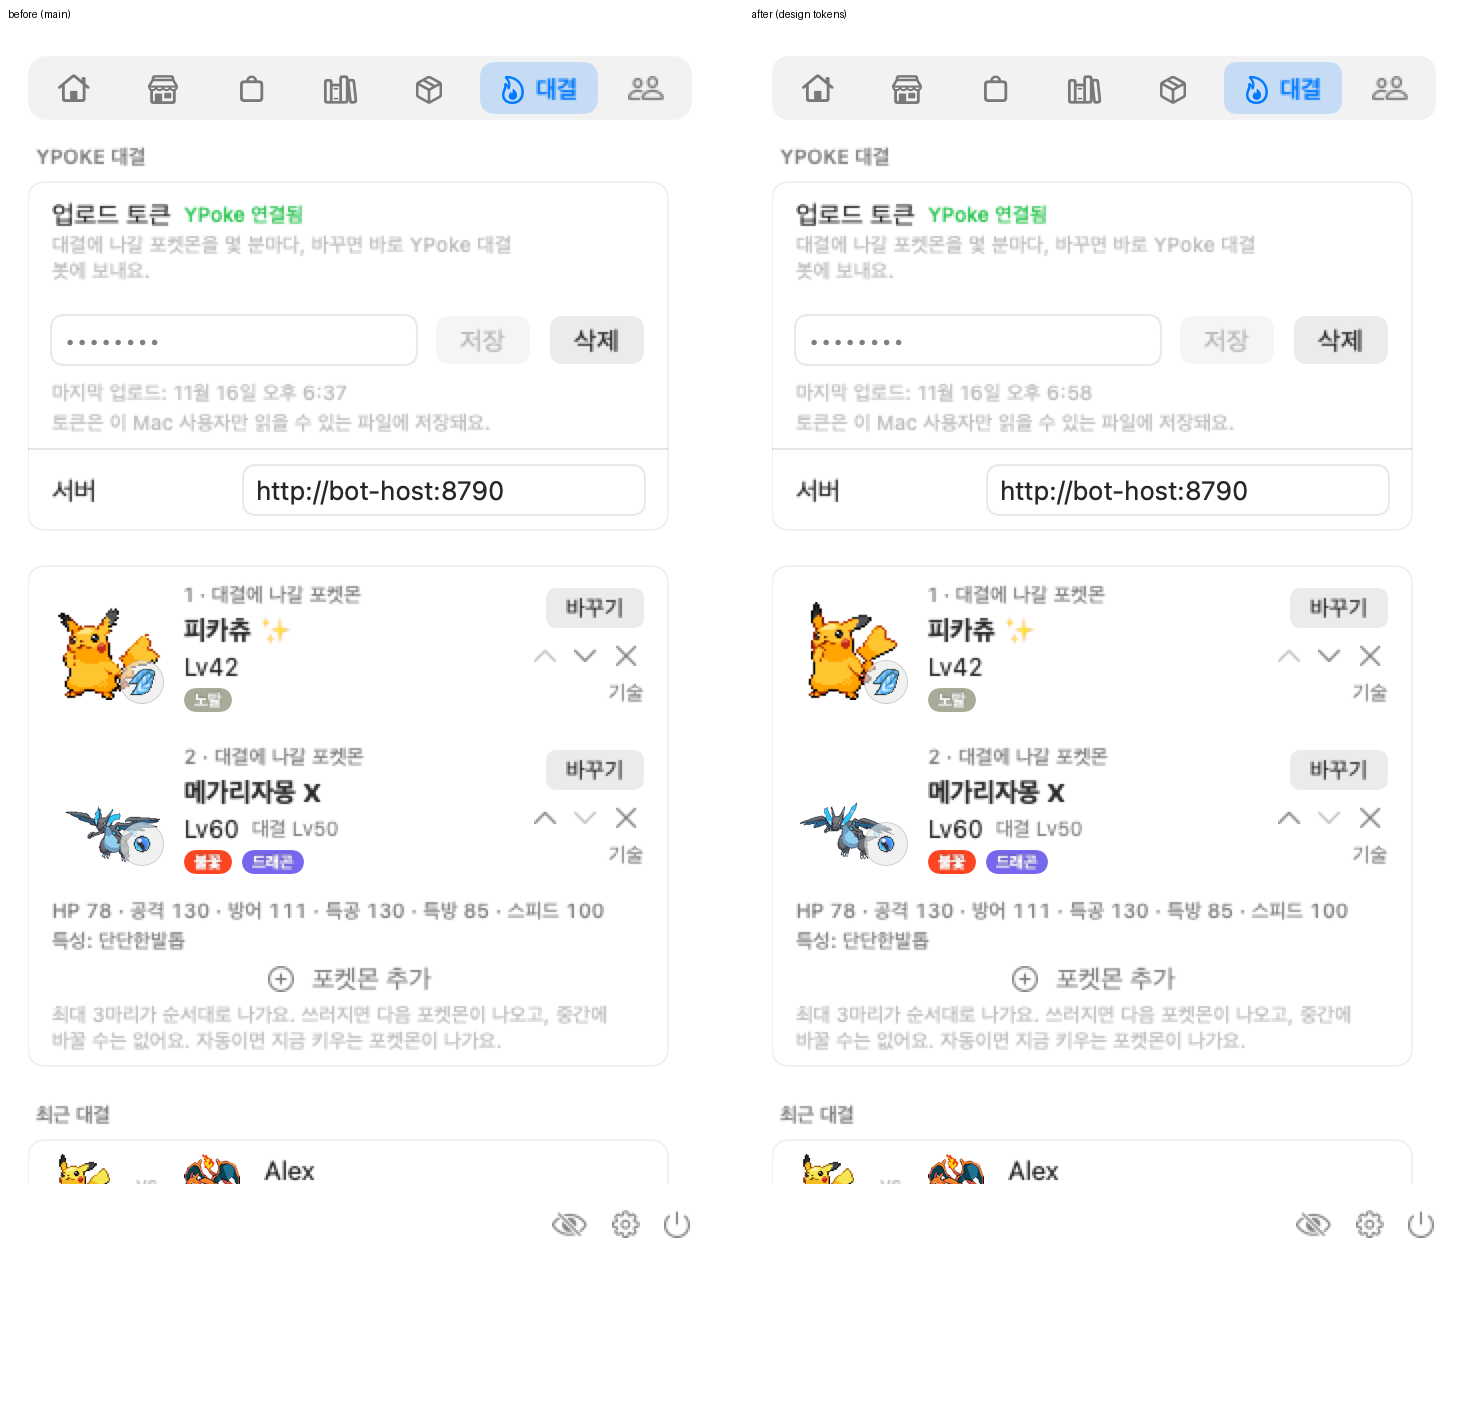 before (main)
대결
YPOKE 대결
업로드 토큰 YPoke 연결됨
대결에 나갈 포켓몬을 몇 분마다, 바꾸면 바로 YPoke 대결
봇에 보내요.
저장 삭제
마지막 업로드: 11월 16일 오후 6:37
토큰은 이 Mac 사용자만 읽을 수 있는 파일에 저장돼요.
서버 http://bot-host:8790
1 · 대결에 나갈 포켓몬
바꾸기
피카츄
Lv42
기술
노말
2 · 대결에 나갈 포켓몬
바꾸기
메가리자몽 X
Lv60 대결 Lv50
기술
불꽃 드래곤
HP 78 · 공격 130 · 방어 111 · 특공 130 · 특방 85 · 스피드 100
특성: 단단한발톱
포켓몬 추가
최대 3마리가 순서대로 나가요. 쓰러지면 다음 포켓몬이 나오고, 중간에
바꿀 수는 없어요. 자동이면 지금 키우는 포켓몬이 나가요.
최근 대결
Alex
after (design tokens)
대결
YPOKE 대결
업로드 토큰 YPoke 연결됨
대결에 나갈 포켓몬을 몇 분마다, 바꾸면 바로 YPoke 대결
봇에 보내요.
저장 삭제
마지막 업로드: 11월 16일 오후 6:58
토큰은 이 Mac 사용자만 읽을 수 있는 파일에 저장돼요.
서버 http://bot-host:8790
1 · 대결에 나갈 포켓몬
바꾸기
피카츄
Lv42
기술
노말
2 · 대결에 나갈 포켓몬
바꾸기
메가리자몽 X
Lv60 대결 Lv50
기술
불꽃 드래곤
HP 78 · 공격 130 · 방어 111 · 특공 130 · 특방 85 · 스피드 100
특성: 단단한발톱
포켓몬 추가
최대 3마리가 순서대로 나가요. 쓰러지면 다음 포켓몬이 나오고, 중간에
바꿀 수는 없어요. 자동이면 지금 키우는 포켓몬이 나가요.
최근 대결
Alex